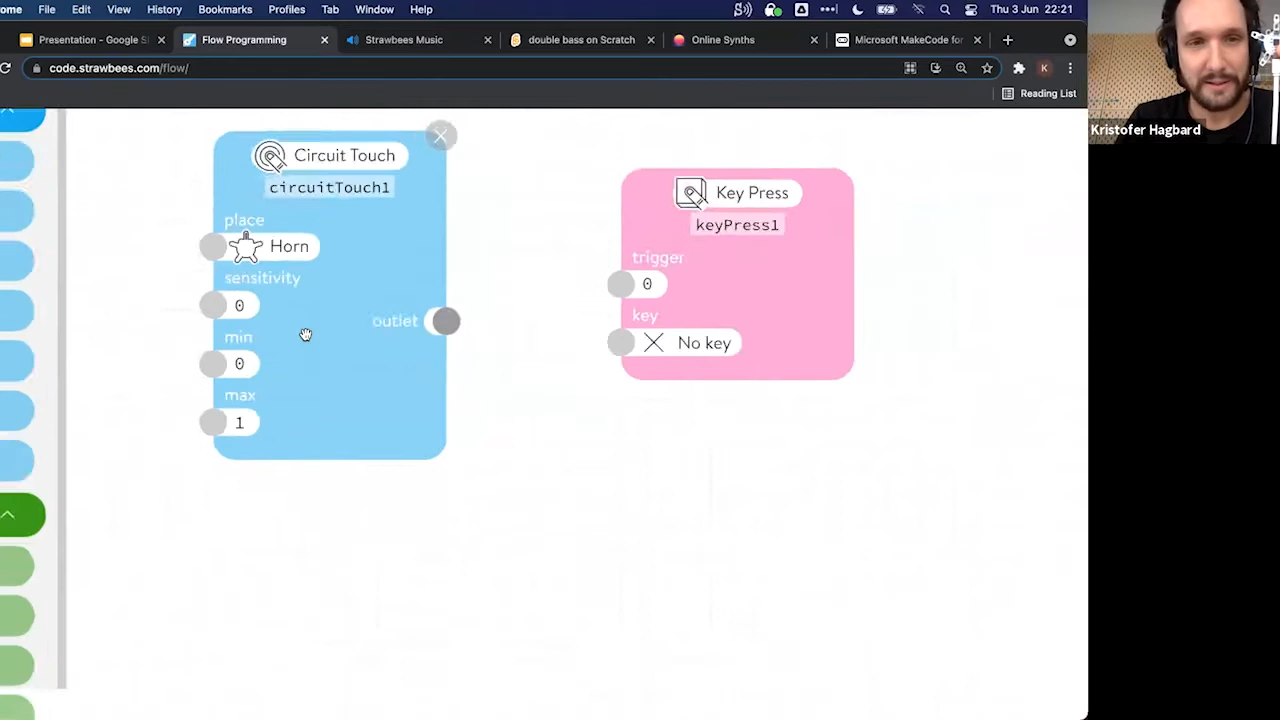 ome File Edit View History Bookmarks Profiles Tab Window Help Thu 3 Jun 22:21
Presentation - Google Sl Flow Programming Strawbees Music double bass on Scratch Online Synths Microsoft MakeCode for
code.strawbees.com/flow/ K
Reading List
Kristofer Hagbard
Circuit Touch
circuitTouch1
place
Horn
sensitivity
0
outlet
min
0
max
1
Key Press
keyPress1
trigger
0
key
No key